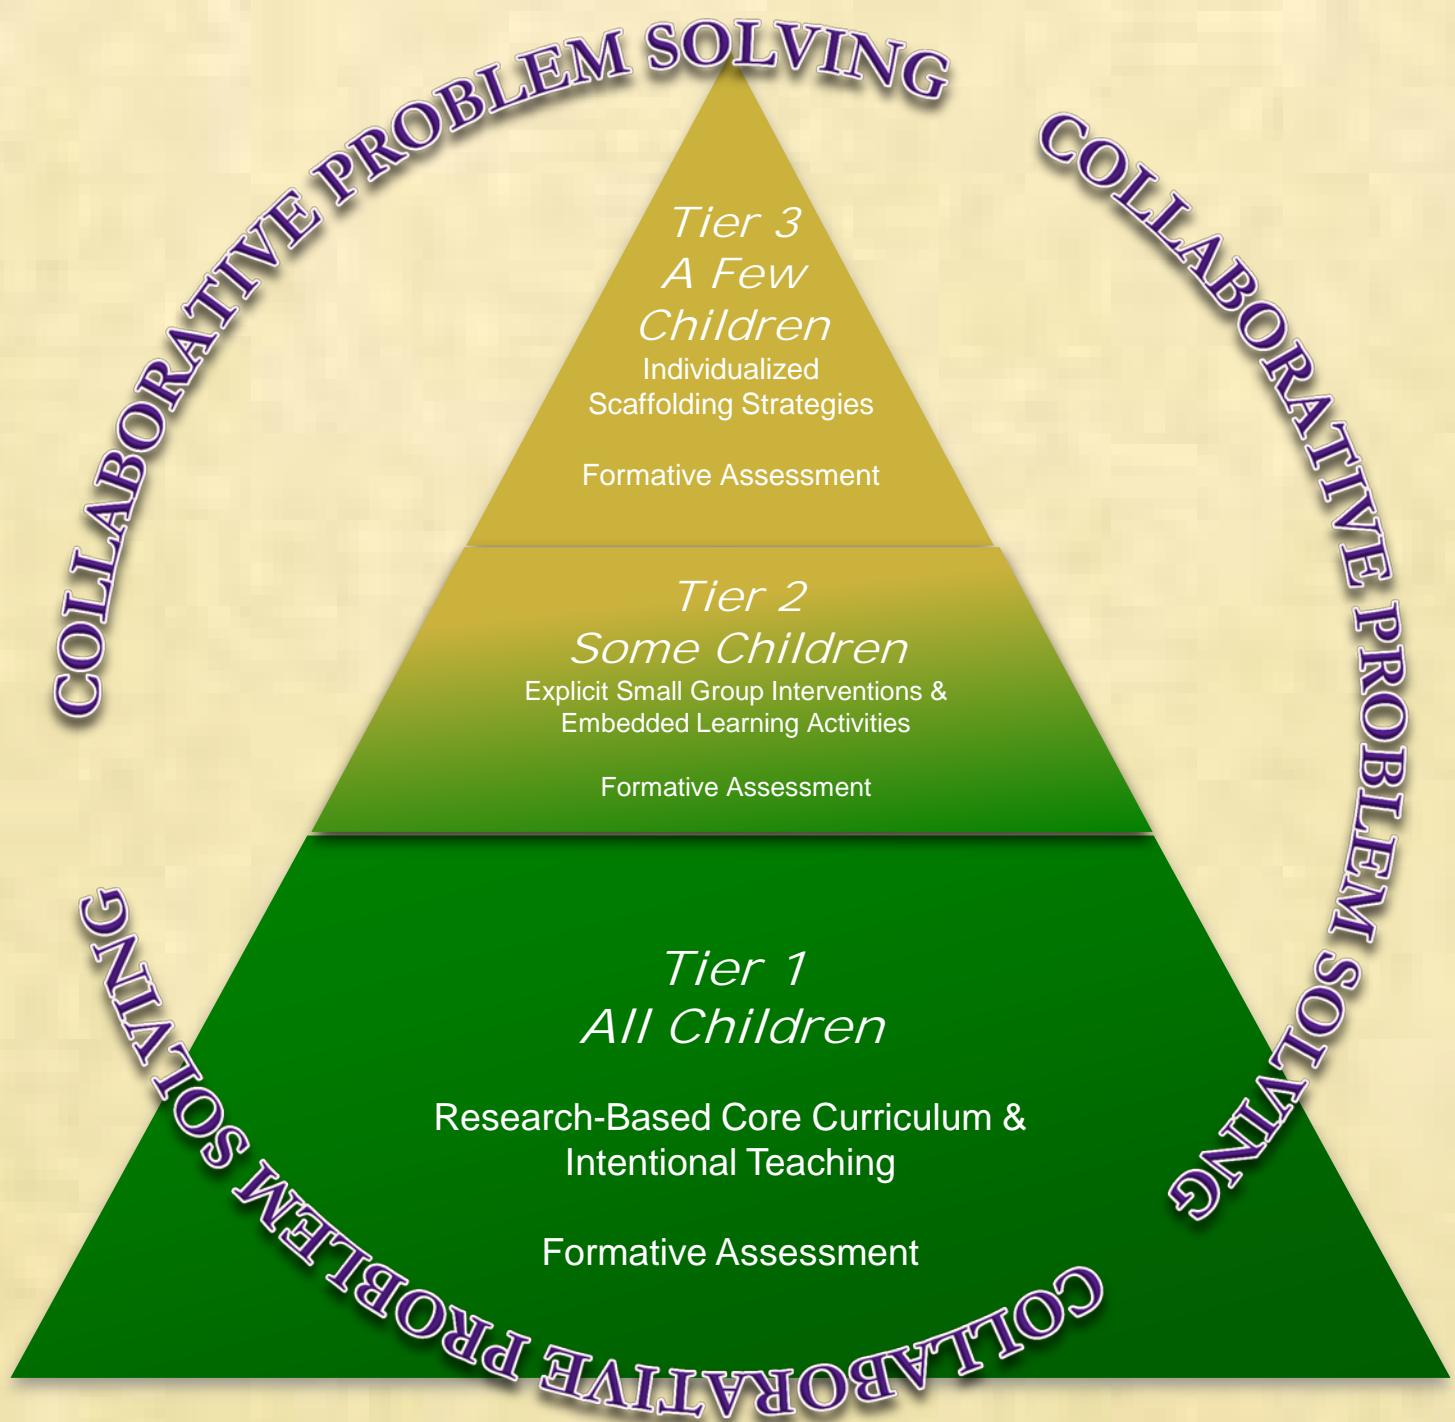 COLLABORATIVE PROBLEM SOLVING
COLLABORATIVE PROBLEM SOLVING
COLLABORATIVE PROBLEM SOLVING
Tier 3
A Few
Children
Individualized
Scaffolding Strategies
Formative Assessment
Tier 2
Some Children
Explicit Small Group Interventions &
Embedded Learning Activities
Formative Assessment
Tier 1
All Children
Research-Based Core Curriculum &
Intentional Teaching
Formative Assessment